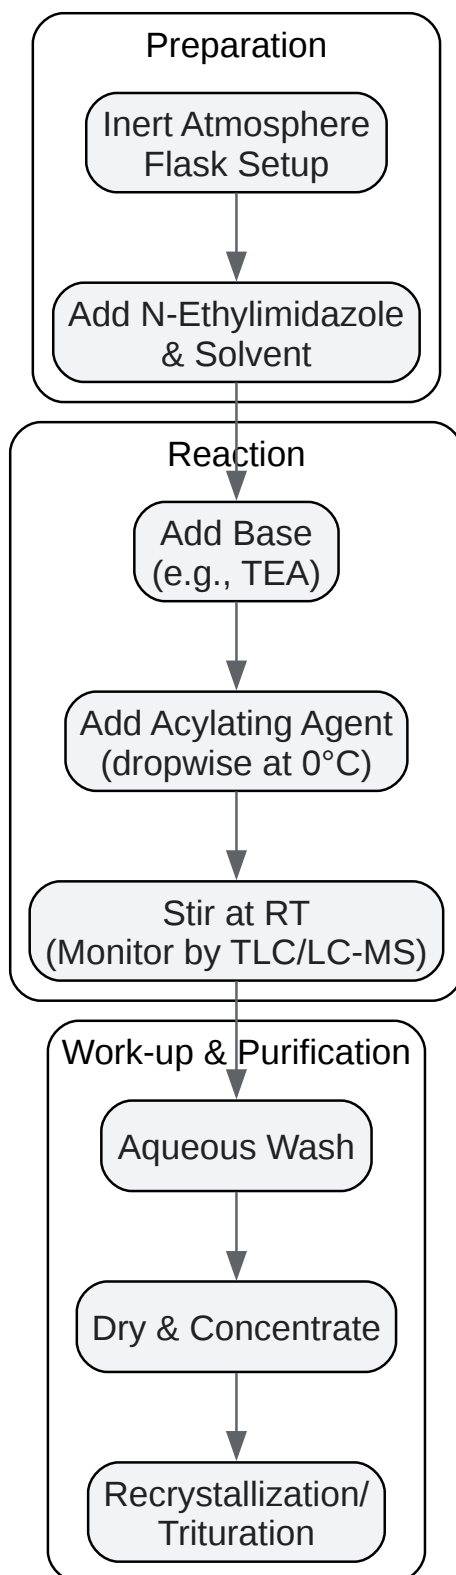 Preparation
Inert Atmosphere
Flask Setup
Add N-Ethylimidazole
& Solvent
Reaction
Add Base
(e.g., TEA)
Add Acylating Agent
(dropwise at 0°C)
Stir at RT
(Monitor by TLC/LC-MS)
Work-up & Purification
Aqueous Wash
Dry & Concentrate
Recrystallization/
Trituration